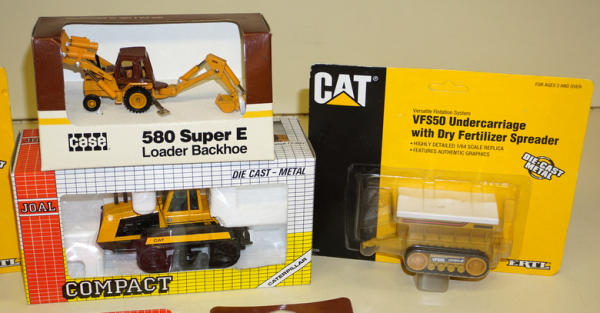 case
580 Super E
Loader Backhoe
JOAL
DIE CAST - METAL
CAT
COMPACT
CATERPILLAR
CAT
FOR AGES 3 AND OVER
Versatile Flotation System
VFS50 Undercarriage
with Dry Fertilizer Spreader
• HIGHLY DETAILED 1/64 SCALE REPLICA
• FEATURES AUTHENTIC GRAPHICS
DIE-CAST
METAL
VFS50
ERTL